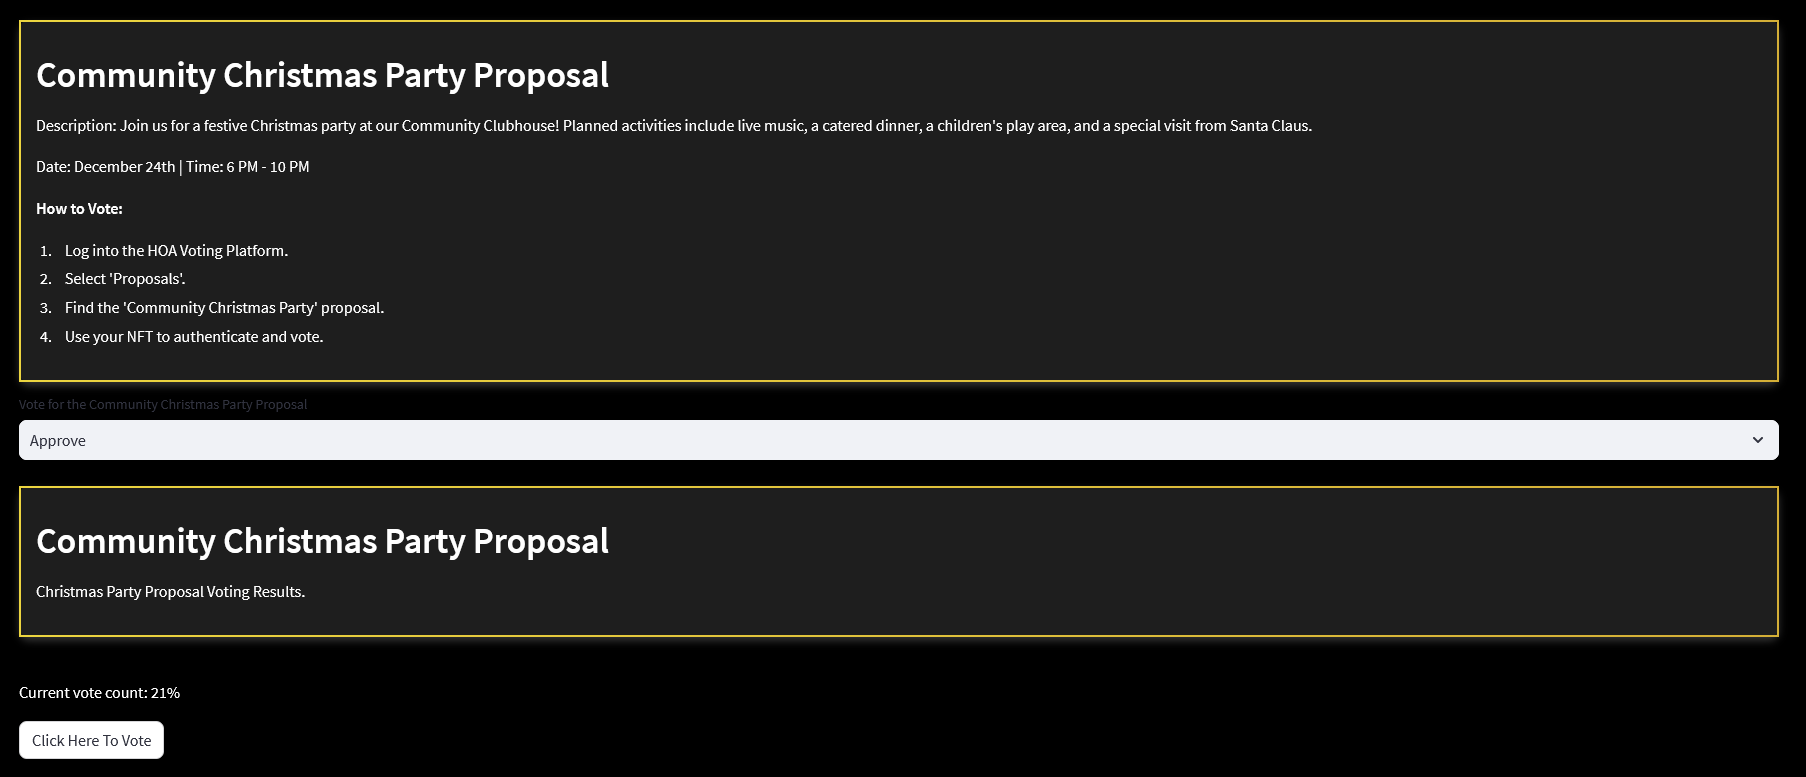 Community Christmas Party Proposal
Description: Join us for a festive Christmas party at our Community Clubhouse! Planned activities include live music, a catered dinner, a children's play area, and a special visit from Santa Claus.
Date: December 24th | Time: 6 PM - 10 PM
How to Vote:
1. Log into the HOA Voting Platform.
2. Select 'Proposals'.
3. Find the 'Community Christmas Party' proposal.
4. Use your NFT to authenticate and vote.
Vote for the Community Christmas Party Proposal
Approve
Community Christmas Party Proposal
Christmas Party Proposal Voting Results.
Current vote count: 21%
Click Here To Vote